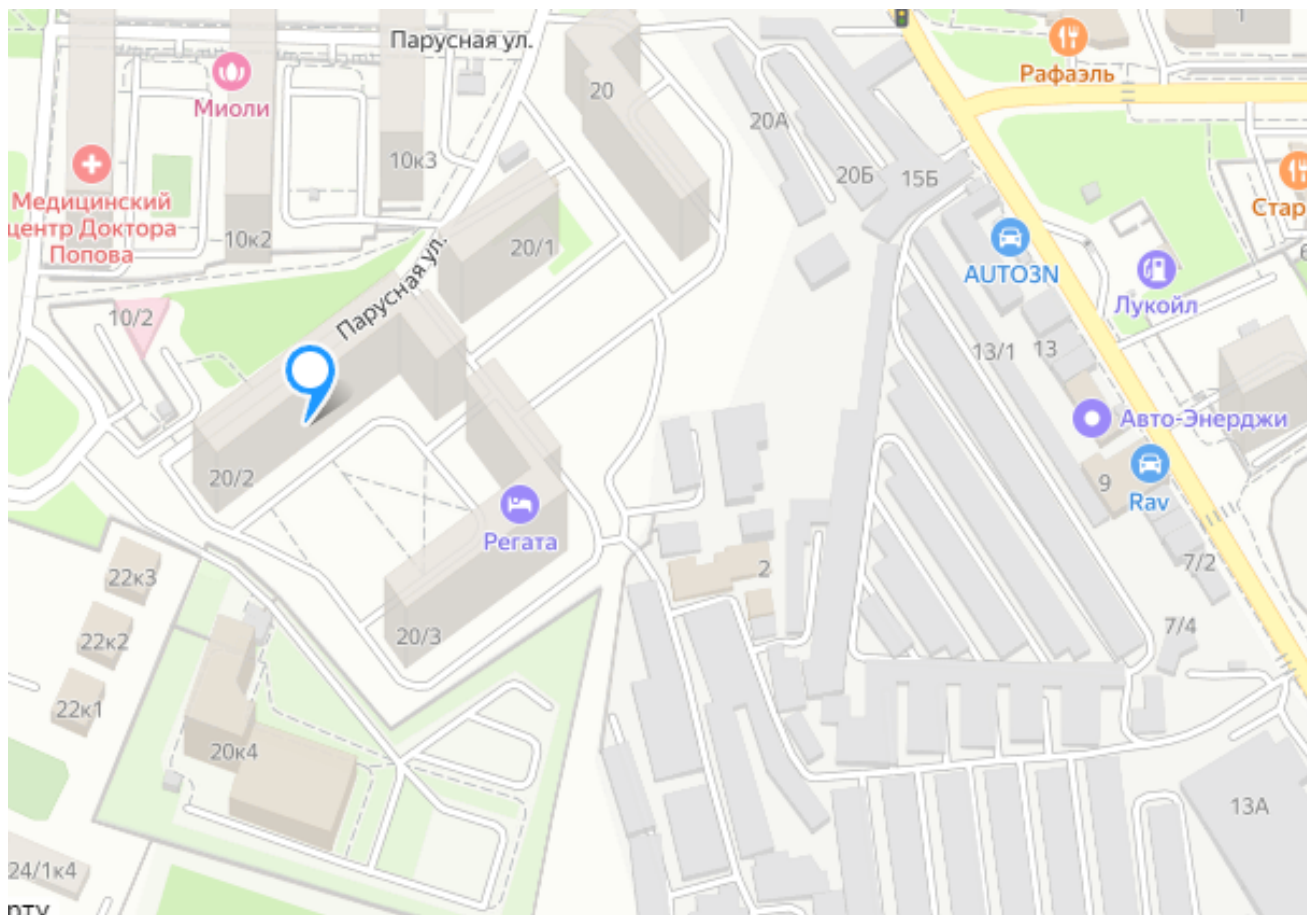 Парусная ул.
1
Рафаэль
Миоли
20
20А
10к3
20Б
15Б
Медицинский
центр Доктора
Попова
Стар
10к2
20/1
AUTO3N
Парусная ул.
Лукойл
10/2
13/1
13
Авто-Энерджи
20/2
9
Rav
Регата
7/2
2
22к3
20/3
7/4
22к2
22к1
20к4
13А
24/1к4